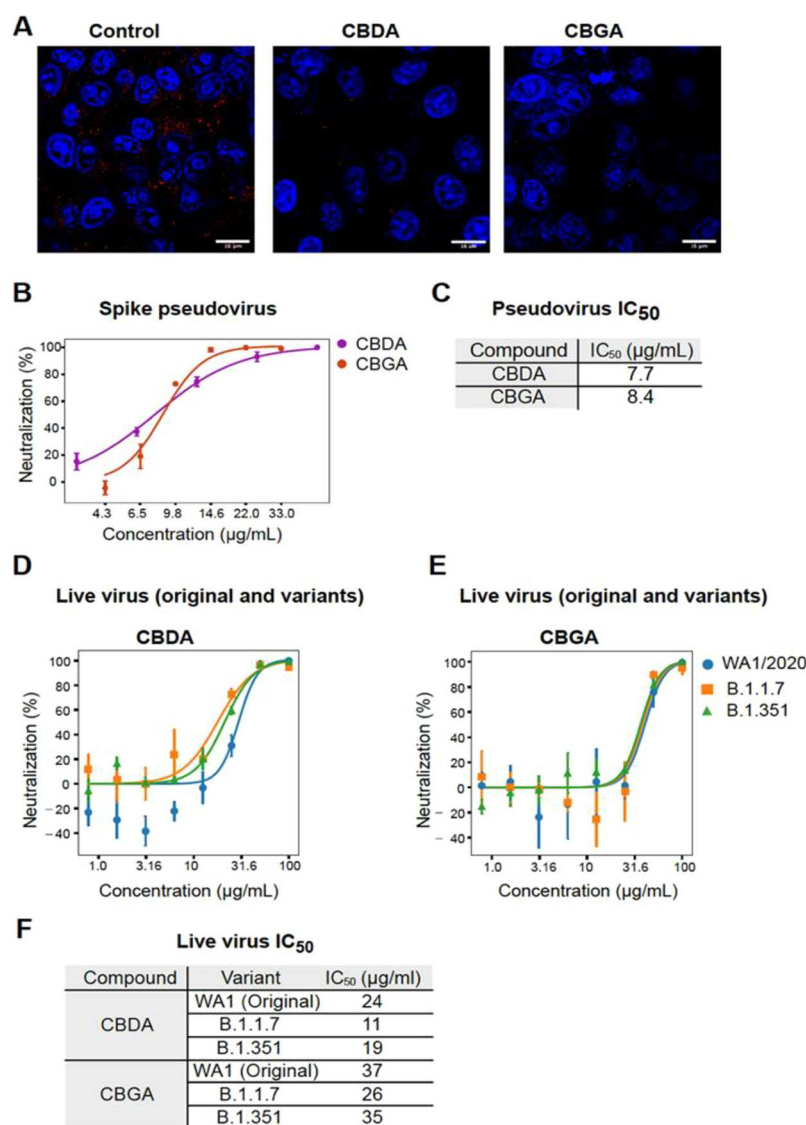 A
Control
CBDA
CBGA
B
Spike pseudovirus
CBDA
CBGA
Neutralization (%)
100
80
60
40
20
0
4.3 6.5 9.8 14.6 22.0 33.0
Concentration (µg/mL)
C
Pseudovirus IC50
Compound IC50 (µg/mL)
CBDA 7.7
CBGA 8.4
D
Live virus (original and variants)
CBDA
Neutralization (%)
100
80
60
40
20
0
– 20
– 40
1.0 3.16 10 31.6 100
Concentration (µg/mL)
E
Live virus (original and variants)
CBGA
WA1/2020
B.1.1.7
B.1.351
Neutralization (%)
100
80
60
40
20
0
– 20
– 40
1.0 3.16 10 31.6 100
Concentration (µg/mL)
F
Live virus IC50
Compound Variant IC50 (µg/ml)
CBDA
WA1 (Original) 24
B.1.1.7 11
B.1.351 19
CBGA
WA1 (Original) 37
B.1.1.7 26
B.1.351 35